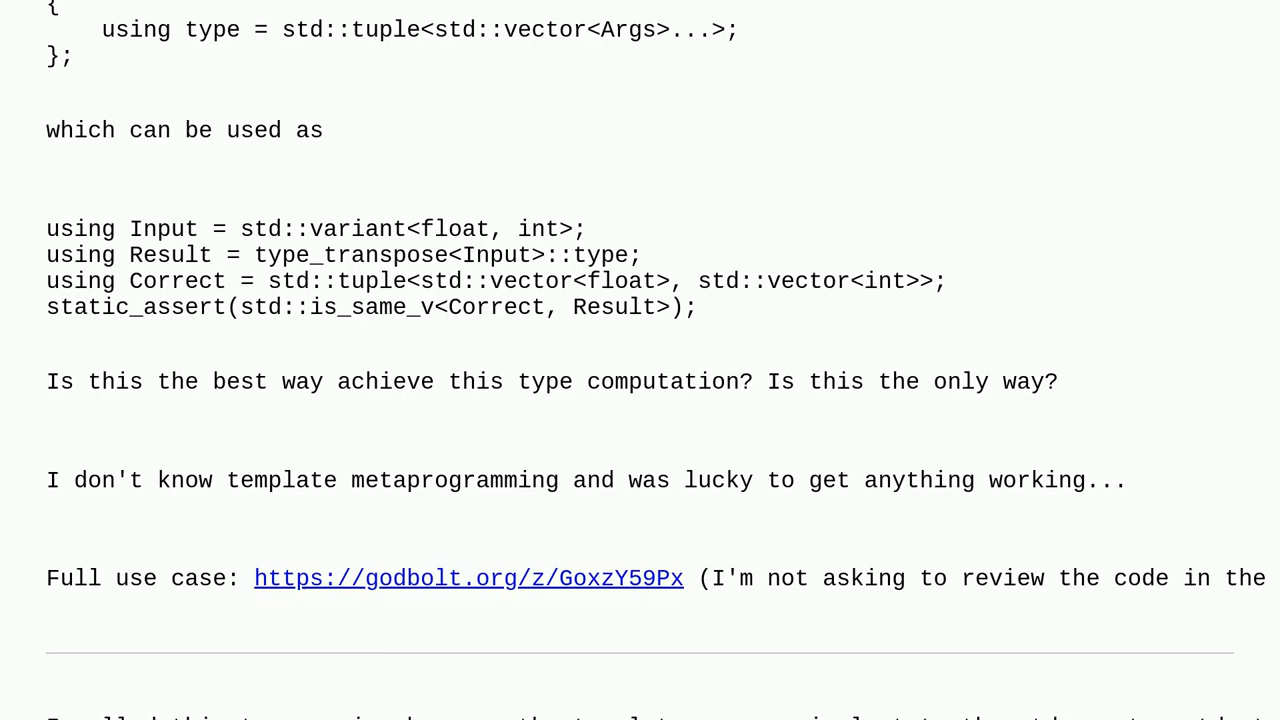 {
    using type = std::tuple<std::vector<Args>...>;
};
which can be used as
using Input = std::variant<float, int>;
using Result = type_transpose<Input>::type;
using Correct = std::tuple<std::vector<float>, std::vector<int>>;
static_assert(std::is_same_v<Correct, Result>);
Is this the best way achieve this type computation? Is this the only way?
I don't know template metaprogramming and was lucky to get anything working...
Full use case: https://godbolt.org/z/GoxzY59Px (I'm not asking to review the code in the